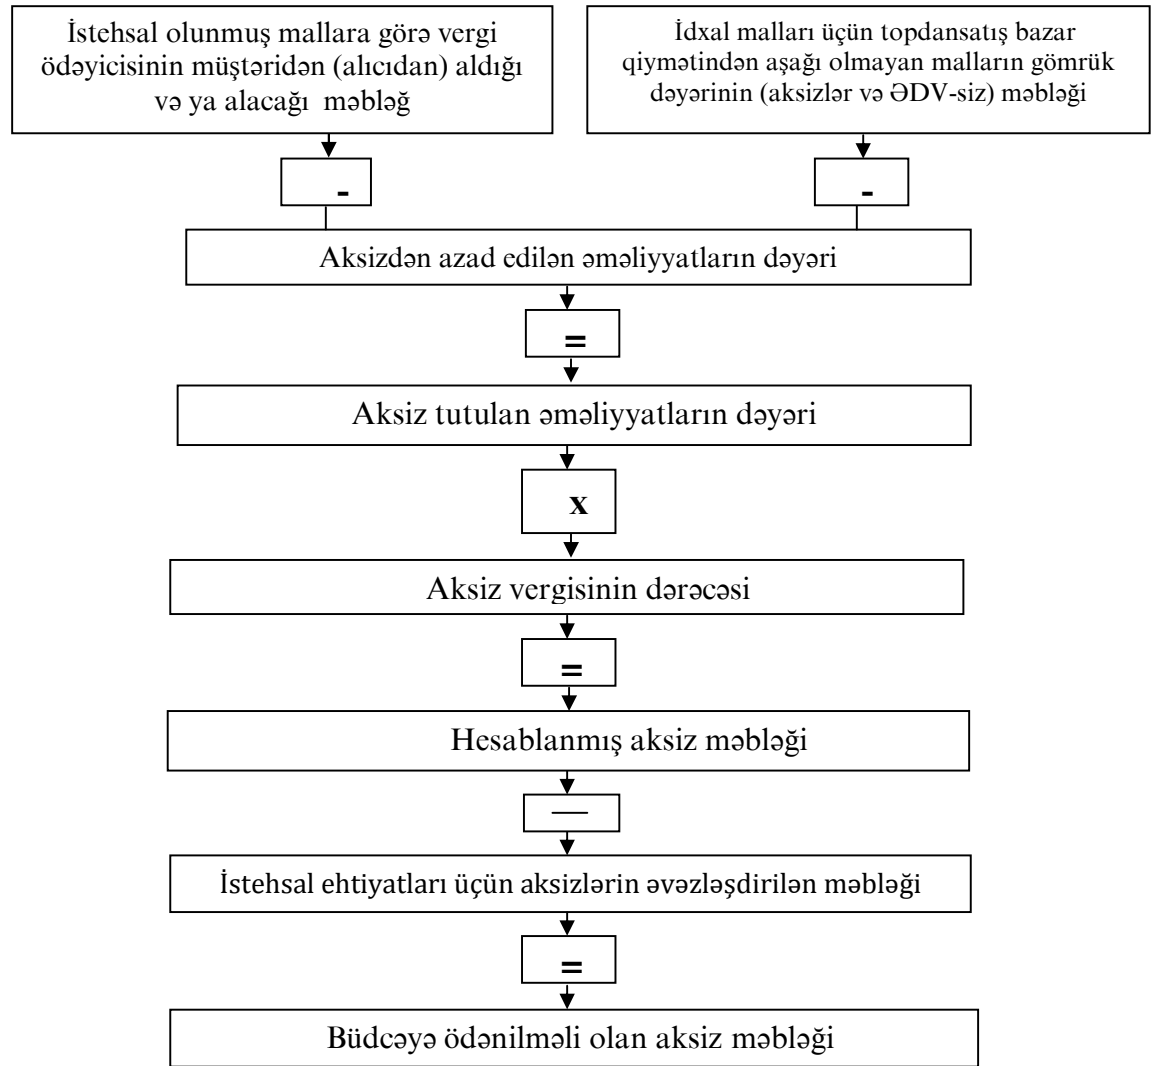 İstehsal olunmuş mallara görə vergi
ödəyicisinin müştəridən (alıcıdan) aldığı
və ya alacağı məbləğ
İdxal malları üçün topdansatış bazar
qiymətindən aşağı olmayan malların gömrük
dəyərinin (aksizlər və ƏDV-siz) məbləği
-
-
Aksizdən azad edilən əməliyyatların dəyəri
=
Aksiz tutulan əməliyyatların dəyəri
x
Aksiz vergisinin dərəcəsi
=
Hesablanmış aksiz məbləği
—
İstehsal ehtiyatları üçün aksizlərin əvəzləşdirilən məbləği
=
Büdcəyə ödənilməli olan aksiz məbləği